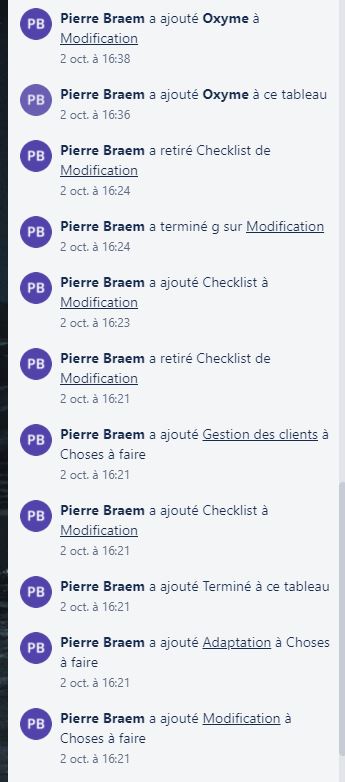 PB
Pierre Braem a ajouté Oxyme à
Modification
2 oct. à 16:38
PB
Pierre Braem a ajouté Oxyme à ce tableau
2 oct. à 16:36
PB
Pierre Braem a retiré Checklist de
Modification
2 oct. à 16:24
PB
Pierre Braem a terminé g sur Modification
2 oct. à 16:24
PB
Pierre Braem a ajouté Checklist à
Modification
2 oct. à 16:23
PB
Pierre Braem a retiré Checklist de
Modification
2 oct. à 16:21
PB
Pierre Braem a ajouté Gestion des clients à
Choses à faire
2 oct. à 16:21
PB
Pierre Braem a ajouté Checklist à
Modification
2 oct. à 16:21
PB
Pierre Braem a ajouté Terminé à ce tableau
2 oct. à 16:21
PB
Pierre Braem a ajouté Adaptation à Choses
à faire
2 oct. à 16:21
PB
Pierre Braem a ajouté Modification à
Choses à faire
2 oct. à 16:21